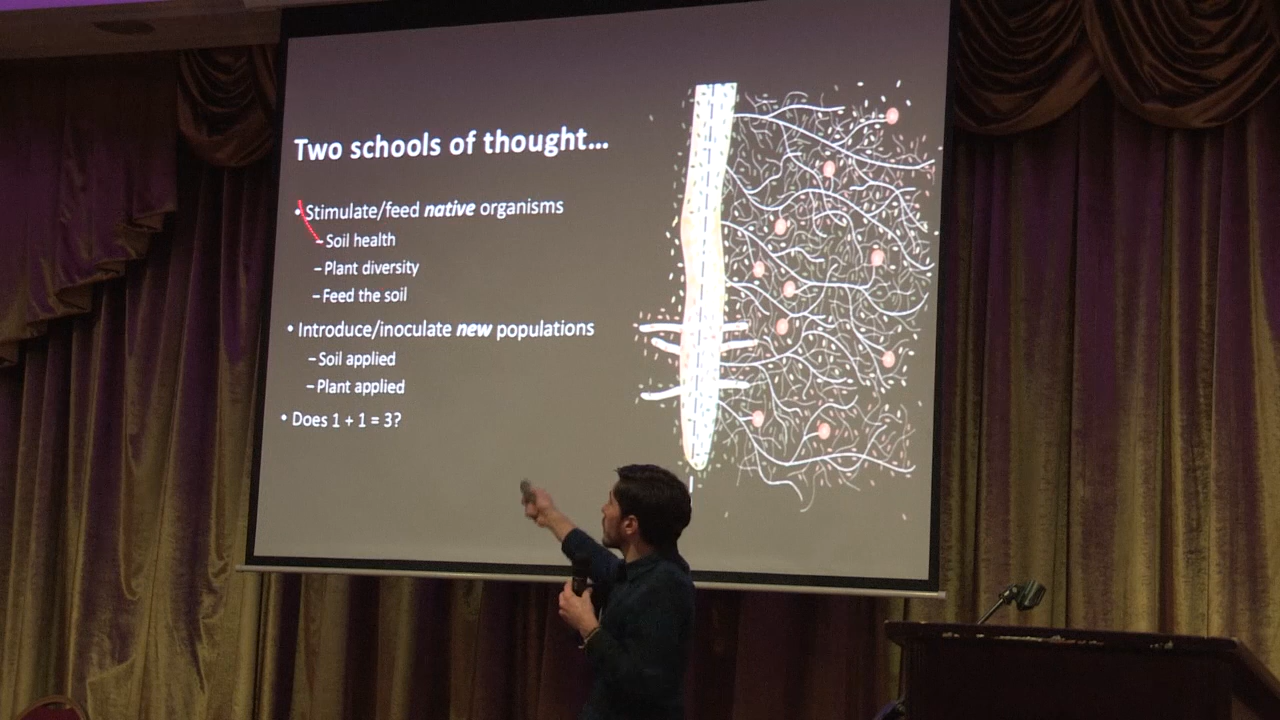 Two schools of thought...
• Stimulate/feed native organisms
– Soil health
– Plant diversity
– Feed the soil
• Introduce/inoculate new populations
– Soil applied
– Plant applied
• Does 1 + 1 = 3?